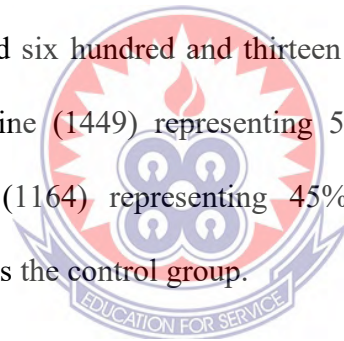 d six hundred and thirteen
ine (1449) representing 5
(1164) representing 45%
s the control group.
EDUCATION FOR SERVICE